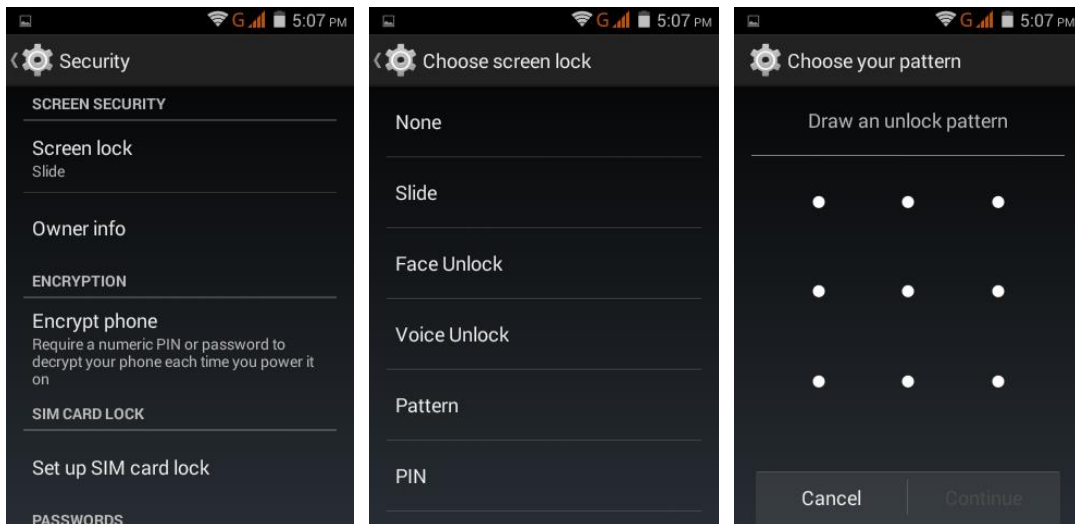 G 5:07 PM
Security
SCREEN SECURITY
Screen lock
Slide
Owner info
ENCRYPTION
Encrypt phone
Require a numeric PIN or password to
decrypt your phone each time you power it
on
SIM CARD LOCK
Set up SIM card lock
PASSWORDS
G 5:07 PM
Choose screen lock
None
Slide
Face Unlock
Voice Unlock
Pattern
PIN
G 5:07 PM
Choose your pattern
Draw an unlock pattern
Cancel Continue